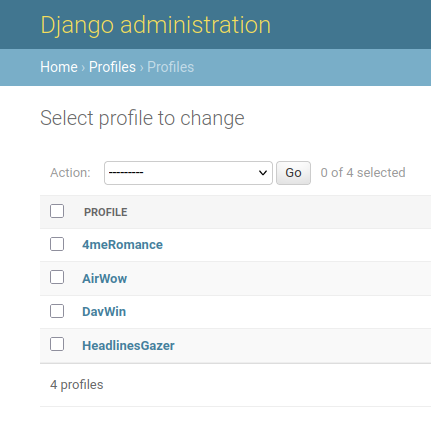 Django administration
Home › Profiles › Profiles
Select profile to change
Action: --------- Go 0 of 4 selected
PROFILE
4meRomance
AirWow
DavWin
HeadlinesGazer
4 profiles